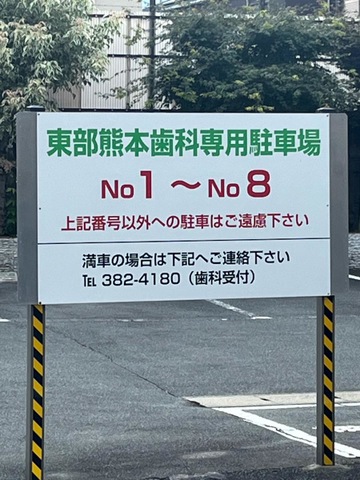 東部熊本歯科専用駐車場
No1～No8
上記番号以外への駐車はご遠慮下さい
満車の場合は下記へご連絡下さい
TEL 382-4180（歯科受付）